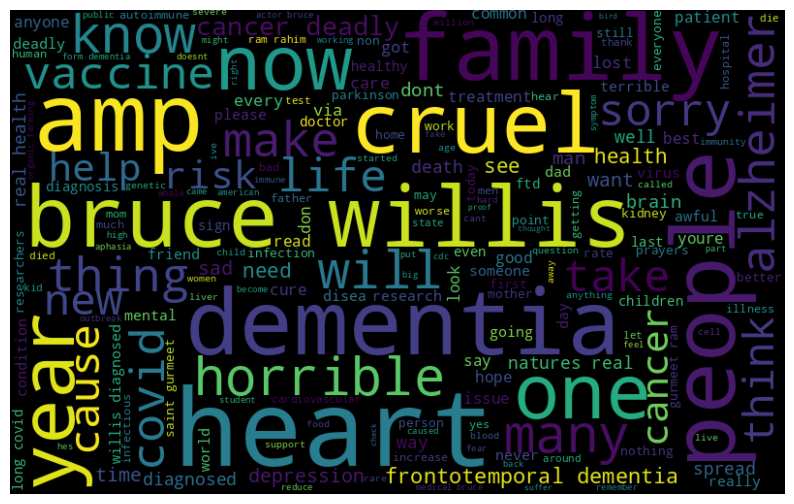 public
autoimmune
severe
actor bruce
ram rahim
common
long
million
bird
die
anyone
know
cancer deadly
now
family
patient
deadly
human
form dementia
might
working
non
got
still
thank
everyone
doesnt
right
vaccine
healthy
lost
hospital
care
terrible
amp
cruel
every
test
via
parkinson
dont
treatment
hear
sorry
symptom
alzheimer
real health
organic farming
ive
please
doctor
home
work
fake
age
well
best
immunity
make
help
risk
life
death
see
man
health
started
diagnosis
genetic
immune
bad
dad
want
virus
whole
came
american
father
today
men
hard
ftd
called
brain
mom
don
may
worse
proof
cant
getting
kidney
awful
true
much
high
sign
read
state
thought
point
youre
aphasia
bruce willis
people
died
friend
child
infection
put
cdc
even
question
last
prayers
part
researchers
thing
sad
need
will
big
look
good
rate
take
better
kid
women
cure
someone
away
new
liver
become
disea
research
first
mother
anything
children
illness
outbreak
mental
dementia
going
day
let
feel
cell
think
condition
year
cause
covid
willis diagnosed
infectious
saint gurmeet
horrible
say
natures real
hope
issue
cancer
gurmeet ram
heart
one
student
cardiovascular
yes
long covid
world
support
food
person
caused
check
blood
fear
way
many
never
nothing
live
hes
time
diagnosed
depression
rare
increase
back
around
frontotemporal dementia
spread
really
reduce
medical bruce
suffer
remember